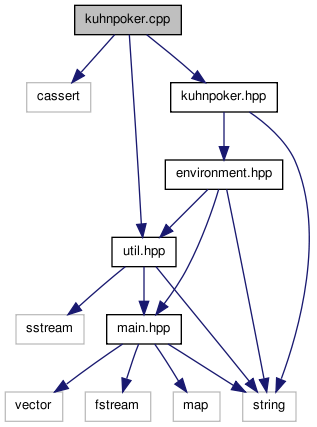 kuhnpoker.cpp
cassert
kuhnpoker.hpp
environment.hpp
util.hpp
sstream
main.hpp
vector
fstream
map
string